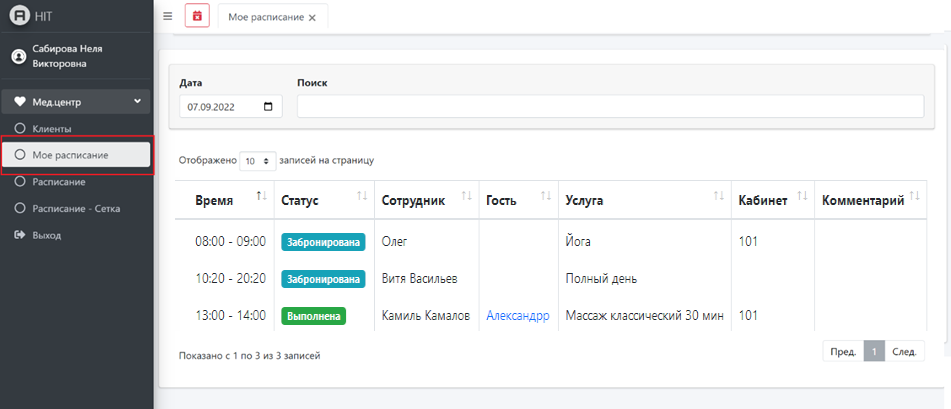 HIT
Мое расписание
Сабирова Неля
Викторовна
Мед.центр
Клиенты
Мое расписание
Расписание
Расписание - Сетка
Выход
Дата Поиск
07.09.2022
Отображено 10 записей на страницу
Время Статус Сотрудник Гость Услуга Кабинет Комментарий
08:00 - 09:00 Забронирована Олег Йога 101
10:20 - 20:20 Забронирована Витя Васильев Полный день
13:00 - 14:00 Выполнена Камиль Камалов Александрр Массаж классический 30 мин 101
Показано с 1 по 3 из 3 записей
Пред. 1 След.